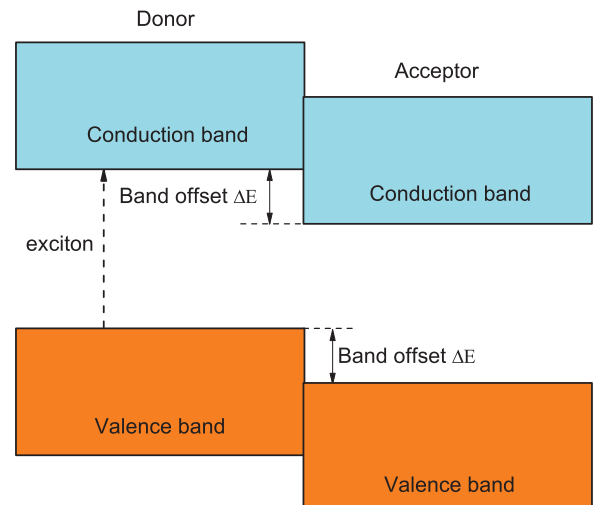 Donor
Acceptor
Conduction band
Band offset ΔE
Conduction band
exciton
Band offset ΔE
Valence band
Valence band